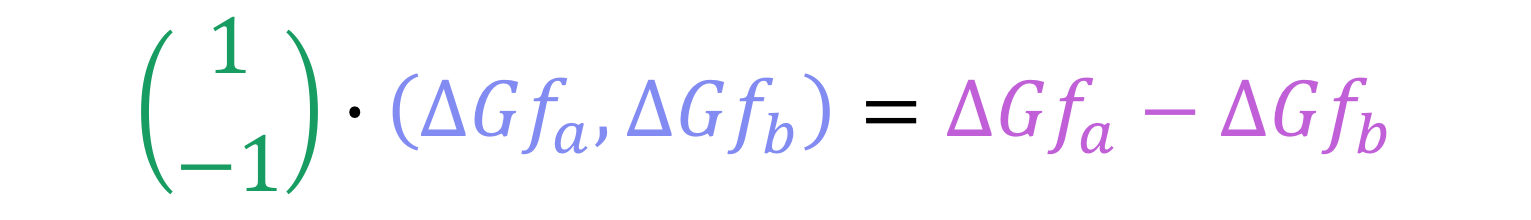 (1 −1) · (ΔGf_a, ΔGf_b) = ΔGf_a − ΔGf_b